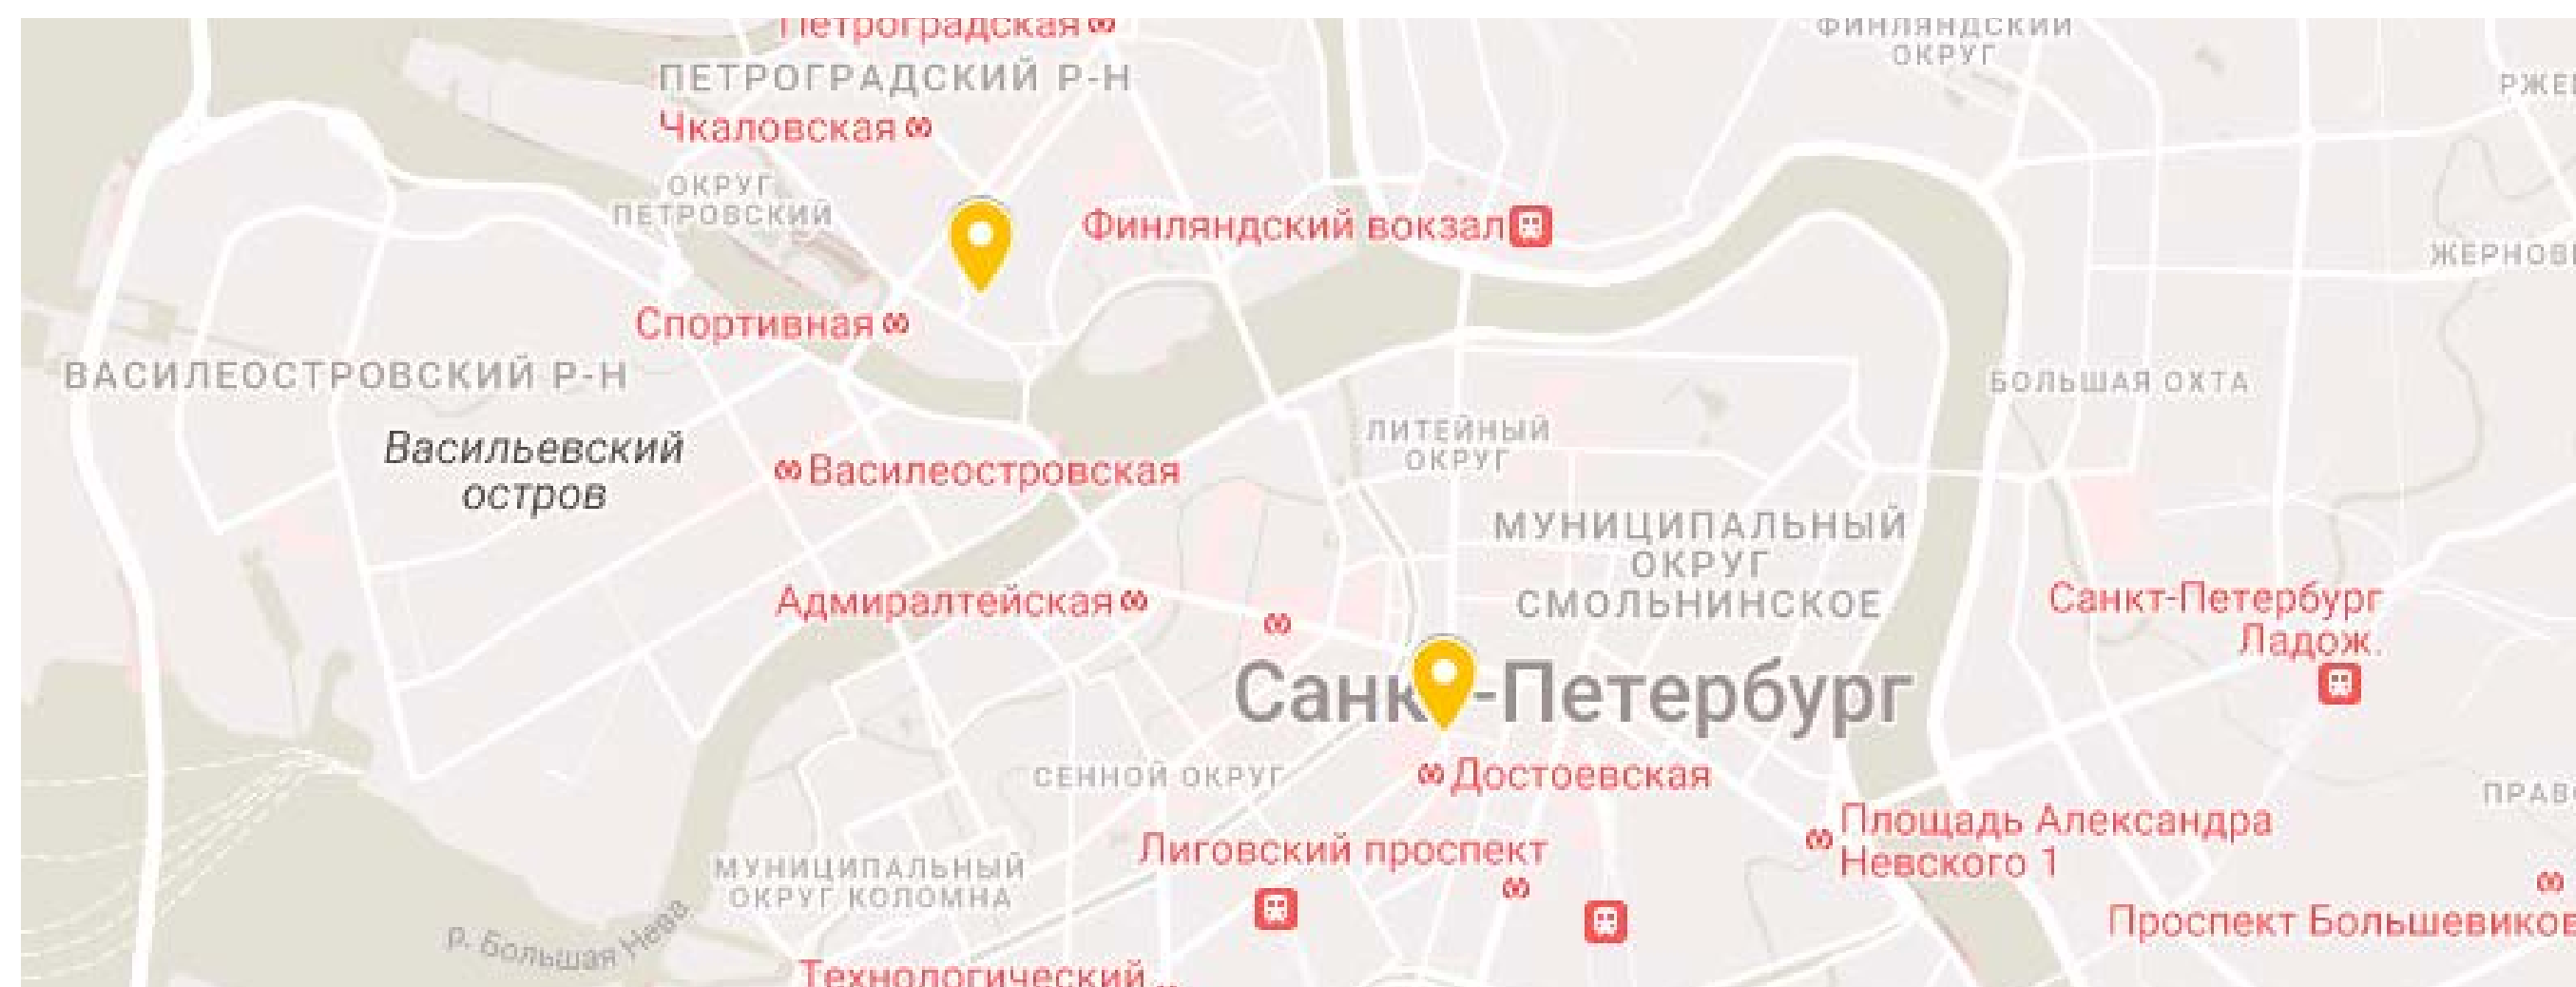 Петроградская
ФИНЛЯНДСКИЙ
ОКРУГ
ПЕТРОГРАДСКИЙ Р-Н
Чкаловская
ОКРУГ
ПЕТРОВСКИЙ
Финляндский вокзал
Спортивная
ВАСИЛЕОСТРОВСКИЙ Р-Н
БОЛЬШАЯ ОХТА
Васильевский
остров
ЛИТЕЙНЫЙ
ОКРУГ
Василеостровская
МУНИЦИПАЛЬНЫЙ
ОКРУГ
СМОЛЬНИНСКОЕ
Адмиралтейская
Санкт-Петербург
Ладож.
Санк -Петербург
СЕННОЙ ОКРУГ
Достоевская
Площадь Александра
Невского 1
Лиговский проспект
МУНИЦИПАЛЬНЫЙ
ОКРУГ КОЛОМНА
Проспект Большевиков
р. Большая Нева
Технологический